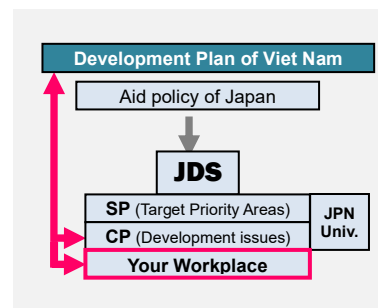 Development Plan of Viet Nam
Aid policy of Japan
JDS
SP (Target Priority Areas)
CP (Development issues)
JPN
Univ.
Your Workplace